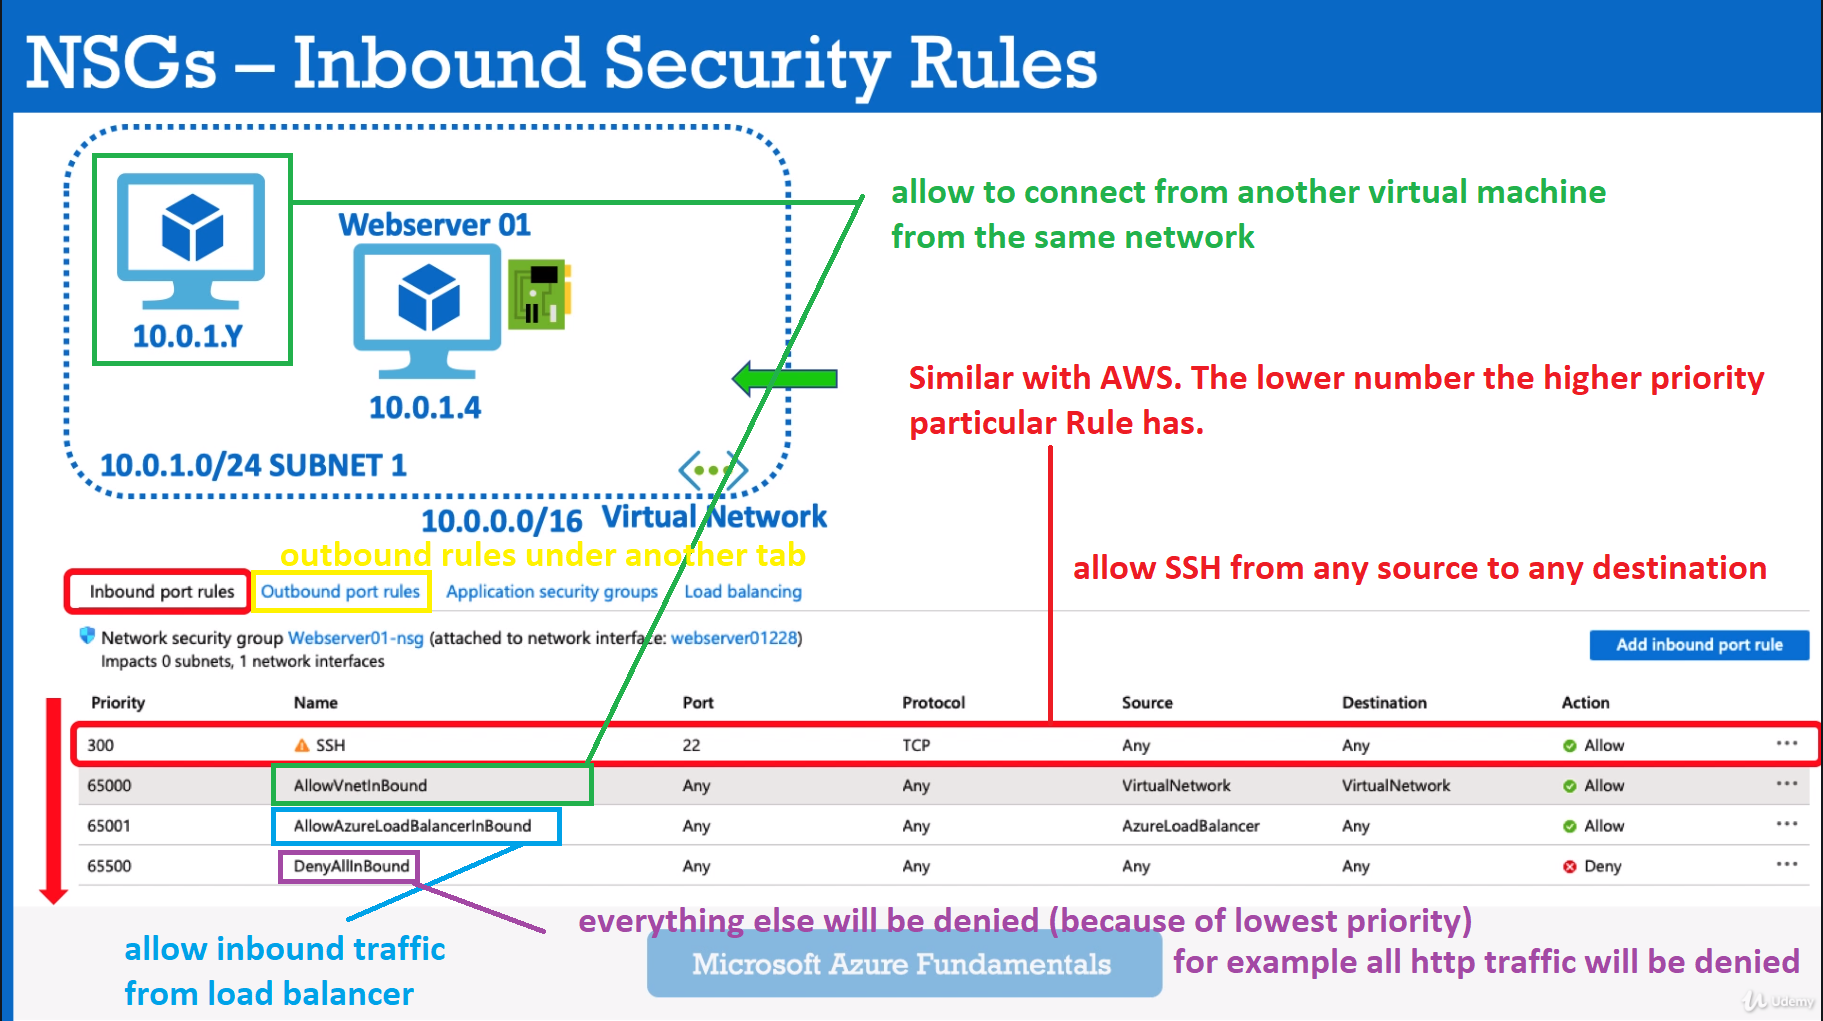 NSGs – Inbound Security Rules
allow to connect from another virtual machine
from the same network
Webserver 01
10.0.1.Y
10.0.1.4
Similar with AWS. The lower number the higher priority
particular Rule has.
10.0.1.0/24 SUBNET 1
10.0.0.0/16 Virtual Network
outbound rules under another tab
allow SSH from any source to any destination
Inbound port rules Outbound port rules Application security groups Load balancing
Network security group Webserver01-nsg (attached to network interface: webserver01228)
Impacts 0 subnets, 1 network interfaces
Add inbound port rule
Priority Name Port Protocol Source Destination Action
300 SSH 22 TCP Any Any Allow ...
65000 AllowVnetInBound Any Any VirtualNetwork VirtualNetwork Allow ...
65001 AllowAzureLoadBalancerInBound Any Any AzureLoadBalancer Any Allow ...
65500 DenyAllInBound Any Any Any Any Deny ...
everything else will be denied (because of lowest priority)
for example all http traffic will be denied
allow inbound traffic
from load balancer
Microsoft Azure Fundamentals
Udemy